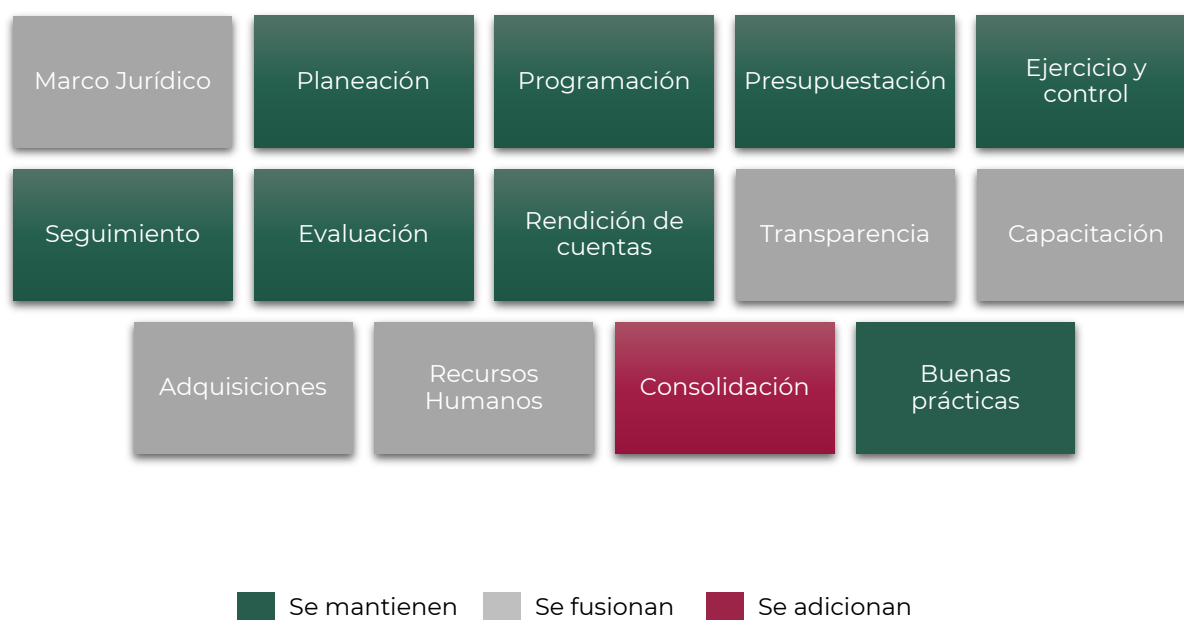 Marco Jurídico
Planeación
Programación
Presupuestación
Ejercicio y
control
Seguimiento
Evaluación
Rendición de
cuentas
Transparencia
Capacitación
Adquisiciones
Recursos
Humanos
Consolidación
Buenas
prácticas
Se mantienen
Se fusionan
Se adicionan